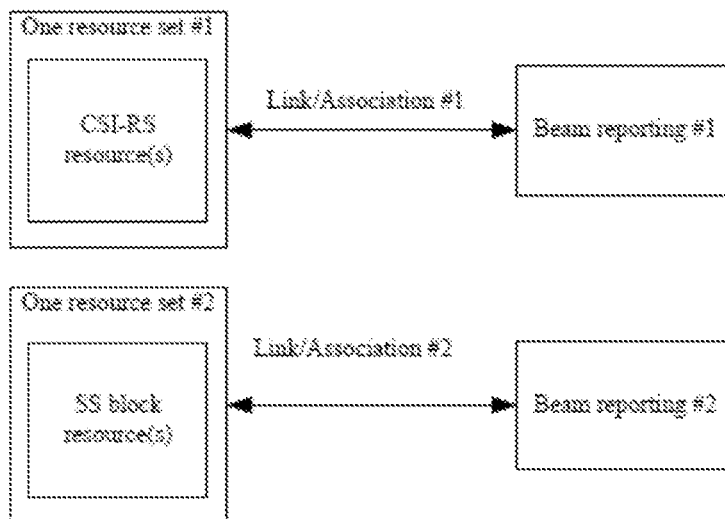 One resource set #1
CSI-RS
resource(s)
Link/Association #1
Beam reporting #1
One resource set #2
SS block
resource(s)
Link/Association #2
Beam reporting #2